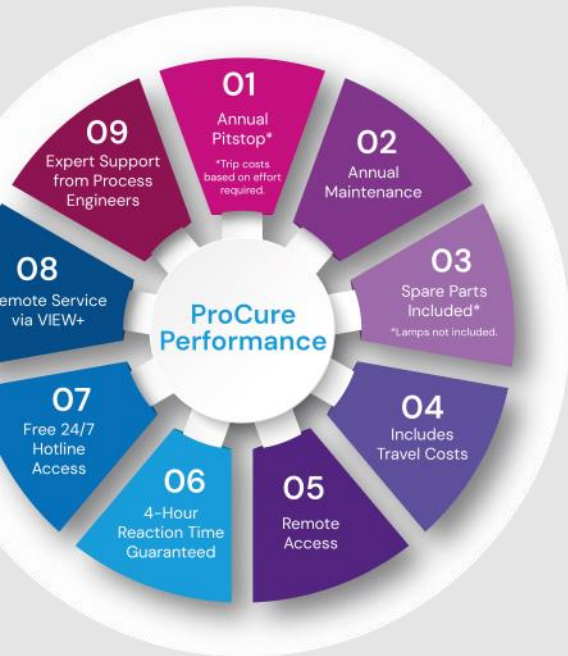 01
Annual
Pitstop*
*Trip costs
based on effort
required.
02
Annual
Maintenance
03
Spare Parts
Included*
*Lamps not included.
04
Includes
Travel Costs
05
Remote
Access
06
4-Hour
Reaction Time
Guaranteed
07
Free 24/7
Hotline
Access
08
emote Service
via VIEW+
09
Expert Support
from Process
Engineers
ProCure
Performance